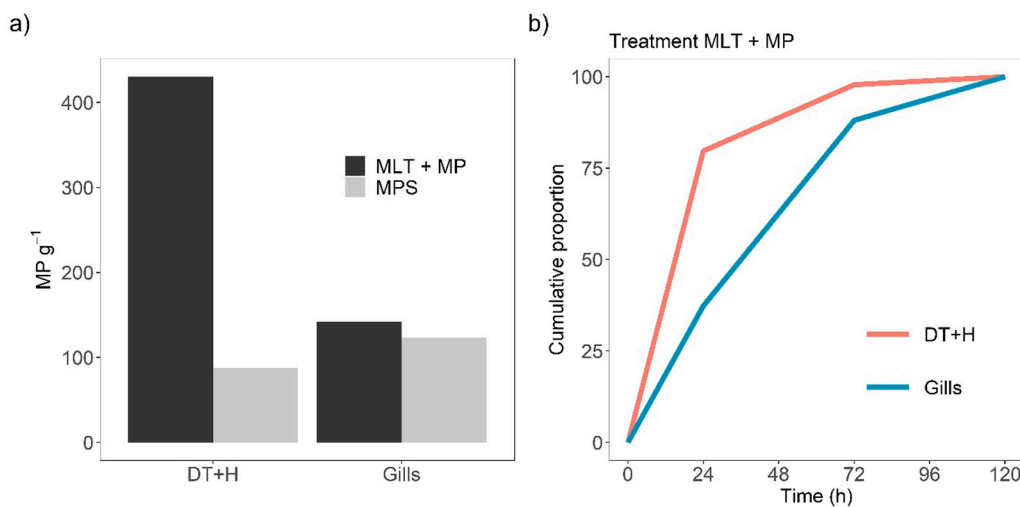 a)
MP g⁻¹
400
300
200
100
0
MLT + MP
MPS
DT+H
Gills
b)
Treatment MLT + MP
Cumulative proportion
100
75
50
25
0
DT+H
Gills
0 24 48 72 96 120
Time (h)